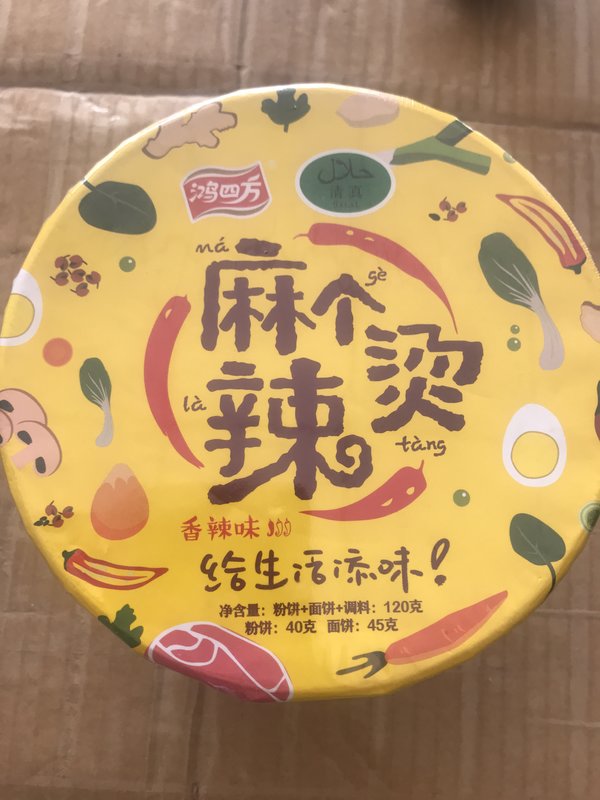 鸿四方
حلال
清真
Halal
ná
麻个
gè
辣
là
烫
tàng
香辣味
给生活添味!
净含量：粉饼+面饼+调料：120克
粉饼：40克 面饼：45克